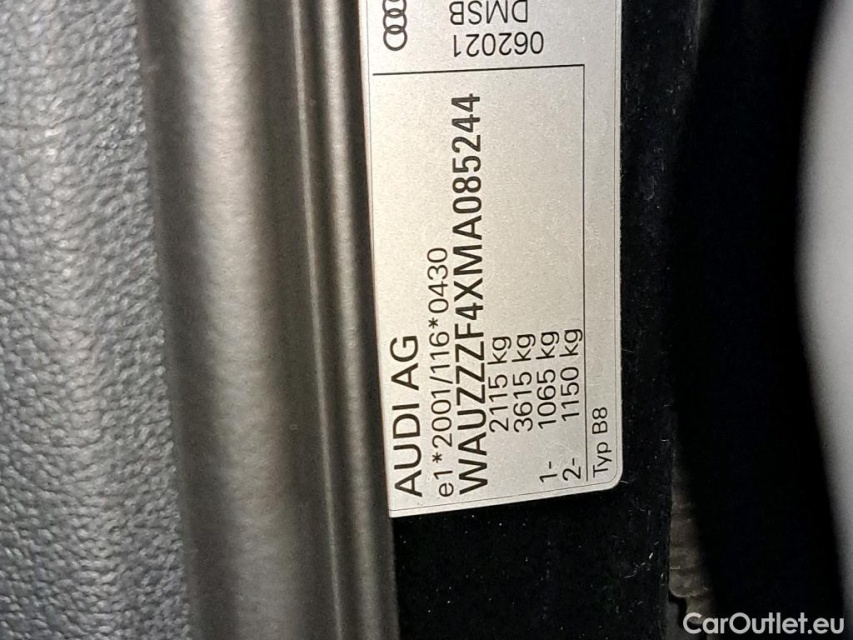 AUDI AG
e1*2001/116*0430
WAUZZZF4XMA085244
2115 kg
3615 kg
1- 1065 kg
2- 1150 kg
Typ B8
062021
DMSB
CarOutlet.eu